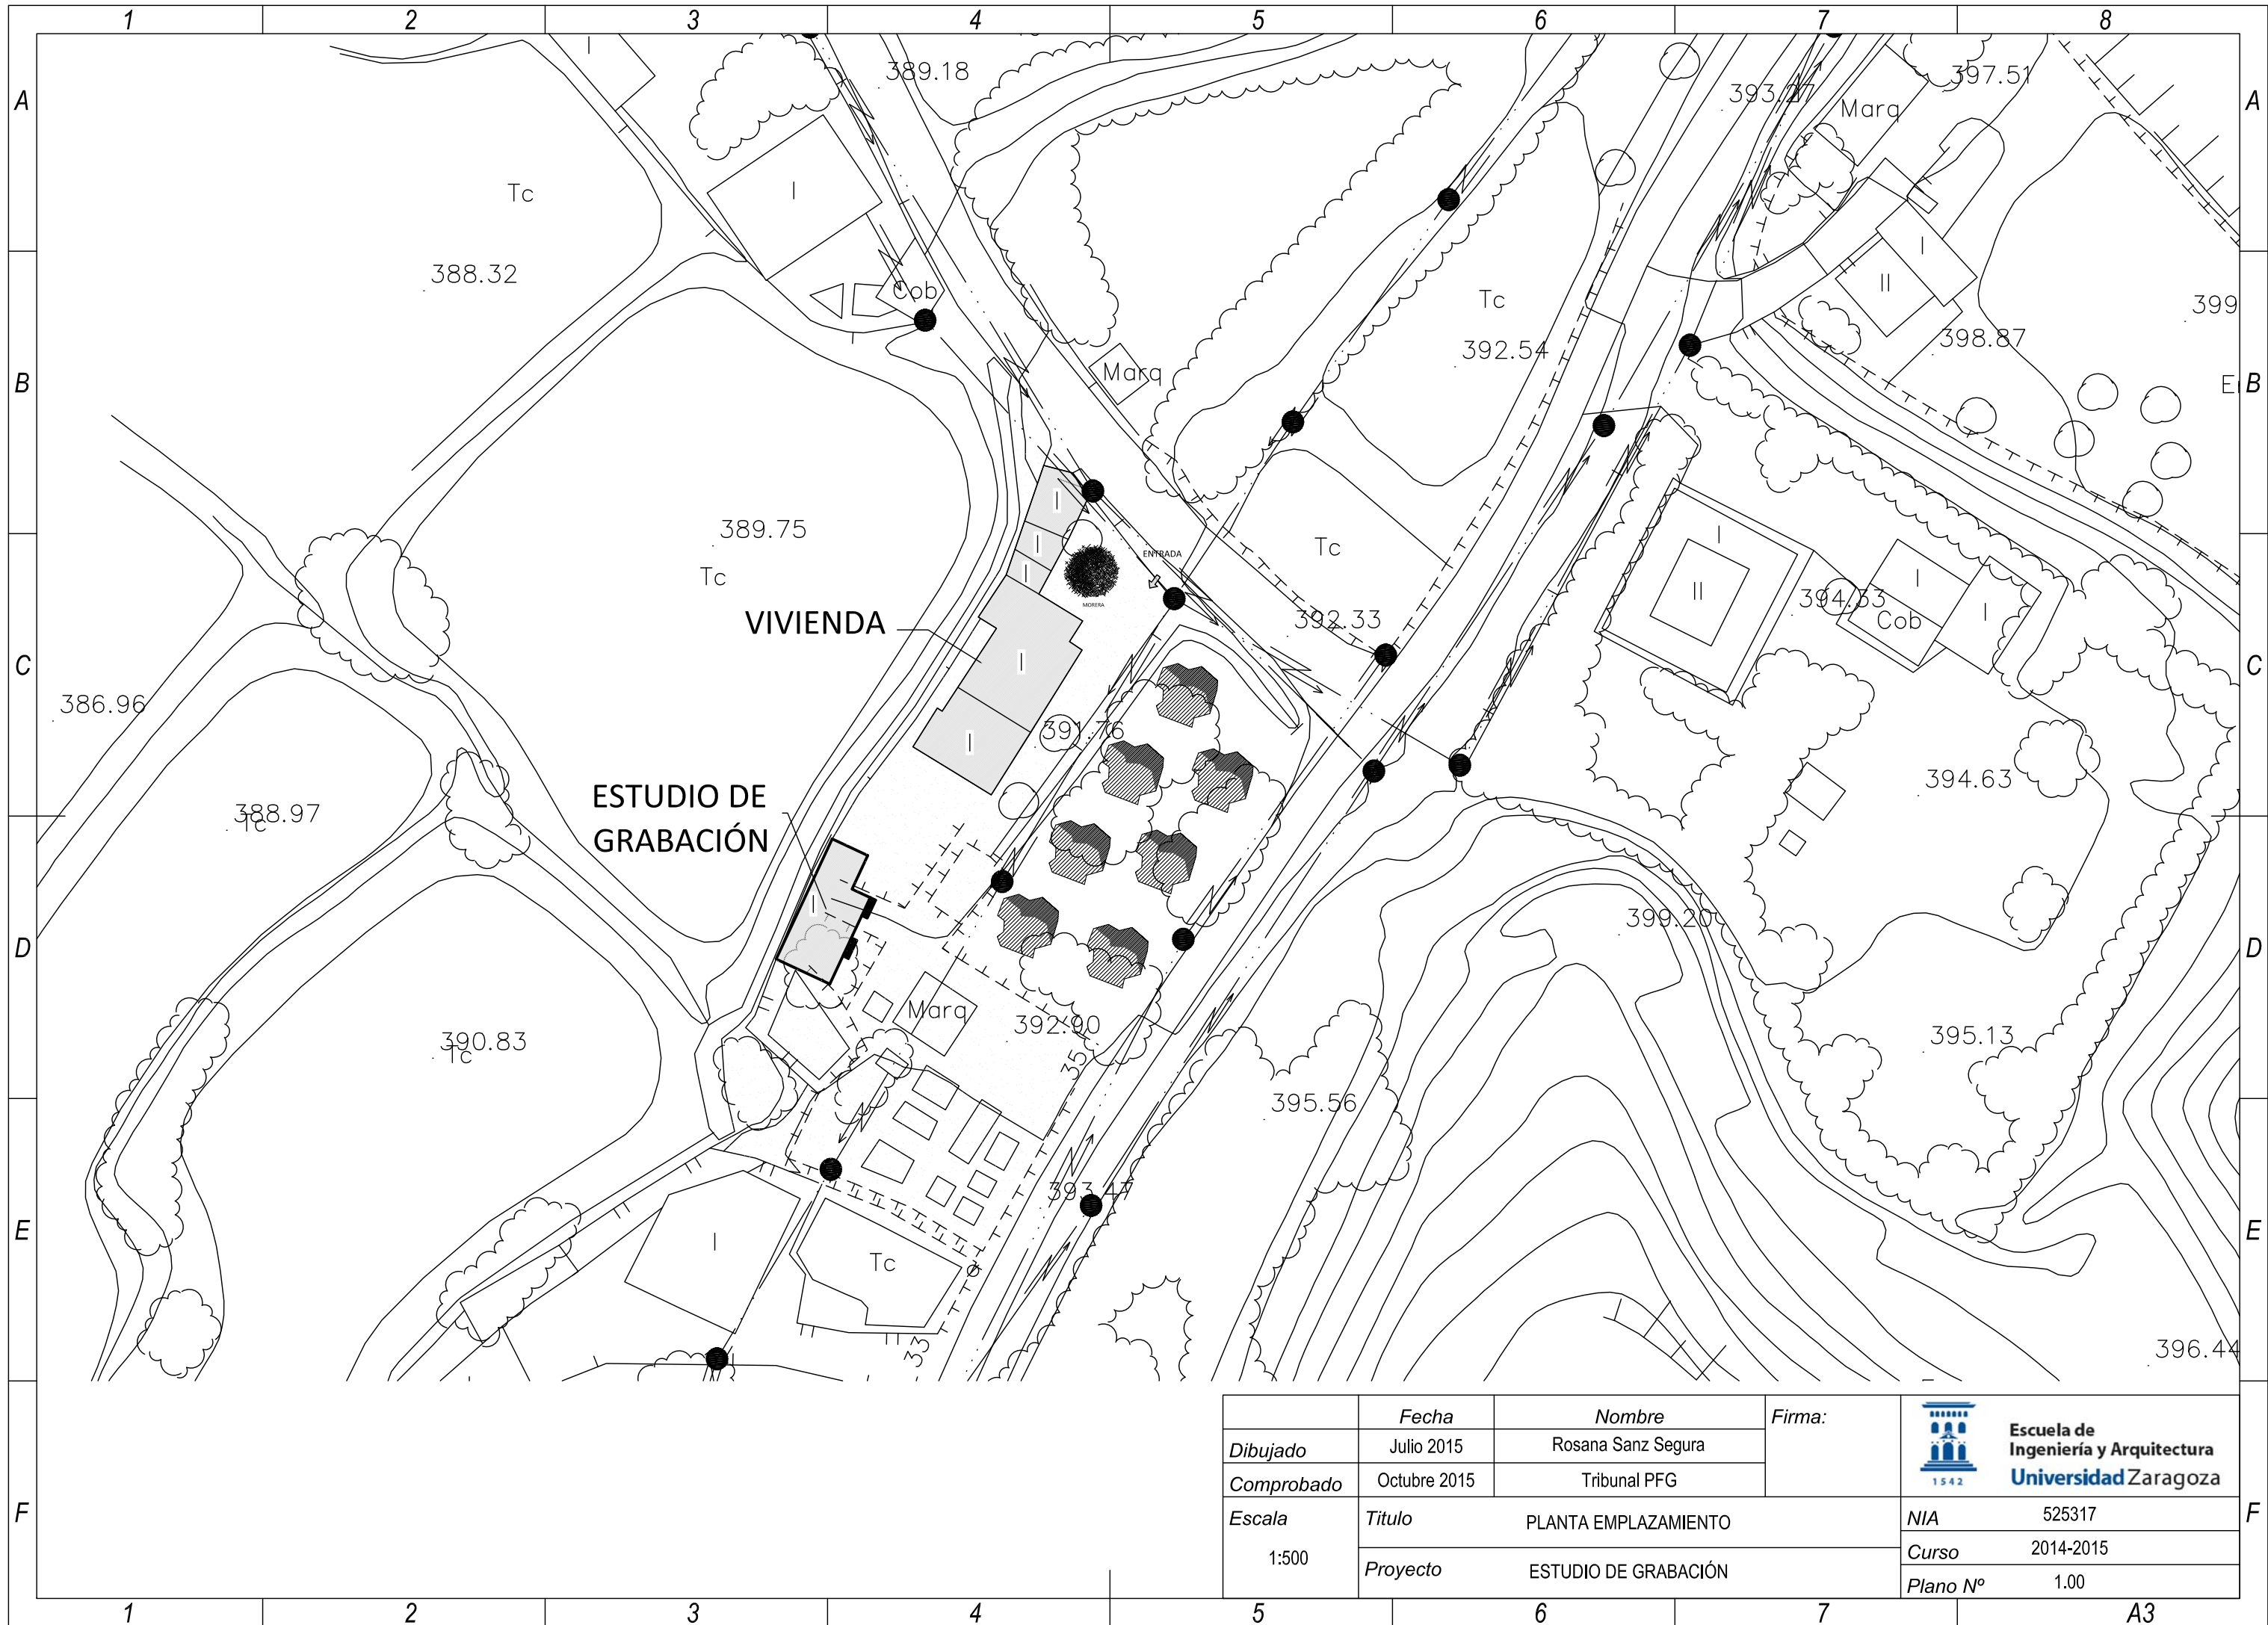 1 2 3 4 5 6 7 8
A A
389.18
393.27
Marq
397.51
Tc
I
I
388.32
Cob
Tc
392.54
I
II
399
398.87
Marq
B B
389.75
Tc
I
I
I
ENTRADA
MORERA
Tc
392.33
I
II
394.33
Cob
I
I
VIVIENDA
I
C C
386.96
391.76
I
394.63
388.97
Tc
ESTUDIO DE
GRABACIÓN
I
399.20
D D
390.83
Tc
Marq
392.90
35
395.13
395.56
393.47
E E
I
Tc
33
396.44
Fecha Nombre Firma:
Dibujado Julio 2015 Rosana Sanz Segura
Comprobado Octubre 2015 Tribunal PFG
1542
Escuela de
Ingeniería y Arquitectura
Universidad Zaragoza
F F
Escala
1:500
Titulo PLANTA EMPLAZAMIENTO
Proyecto ESTUDIO DE GRABACIÓN
NIA 525317
Curso 2014-2015
Plano Nº 1.00
1 2 3 4 5 6 7 A3